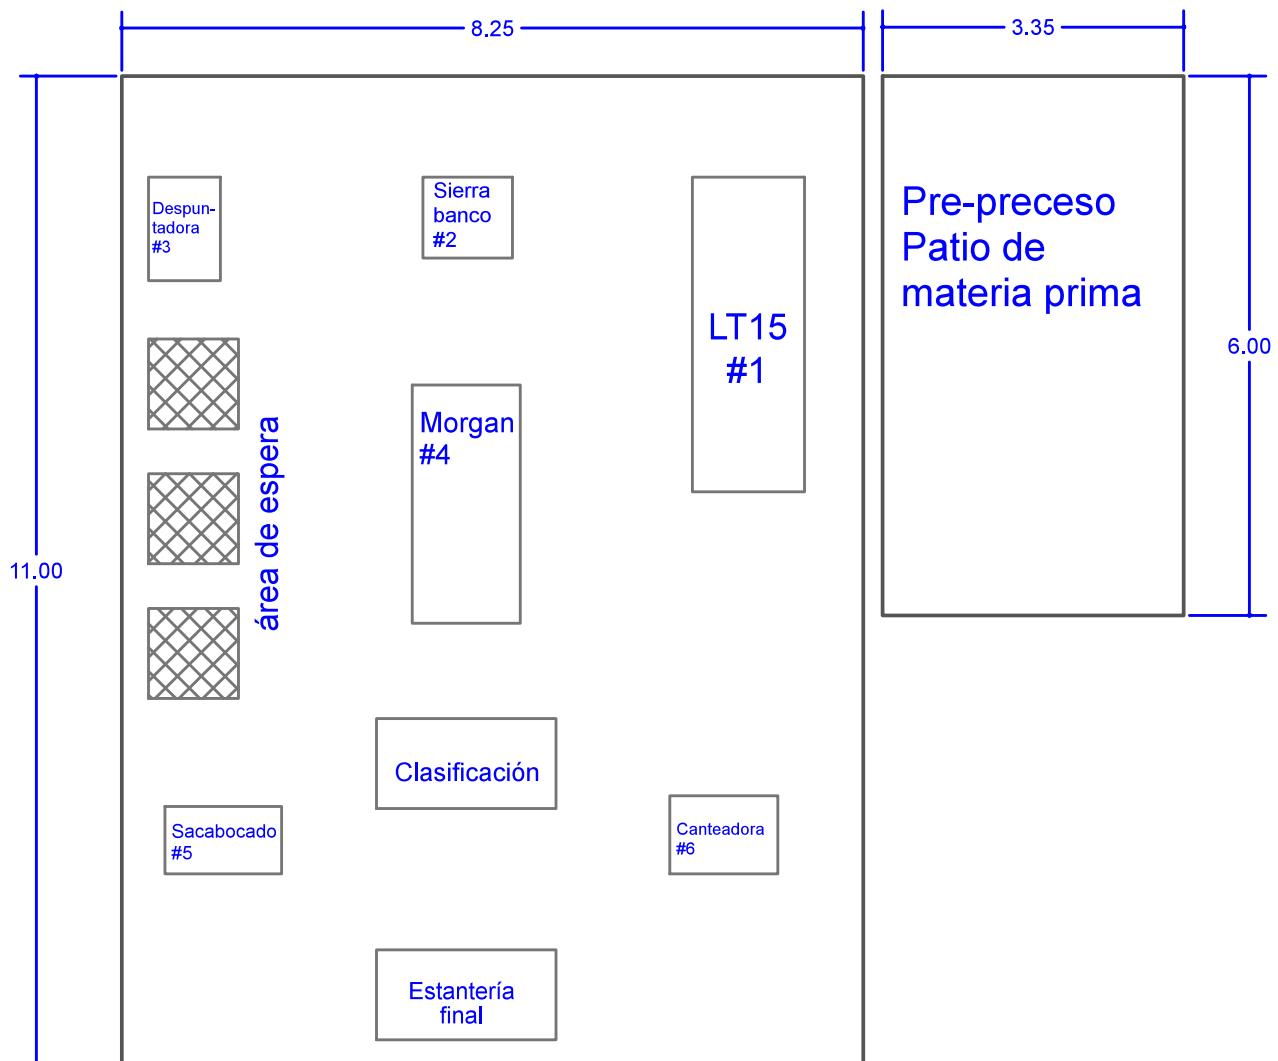 8.25
3.35
Despun-
tadora
#3
Sierra
banco
#2
LT15
#1
Pre-preceso
Patio de
materia prima
6.00
Morgan
#4
área de espera
11.00
Clasificación
Sacabocado
#5
Canteadora
#6
Estantería
final